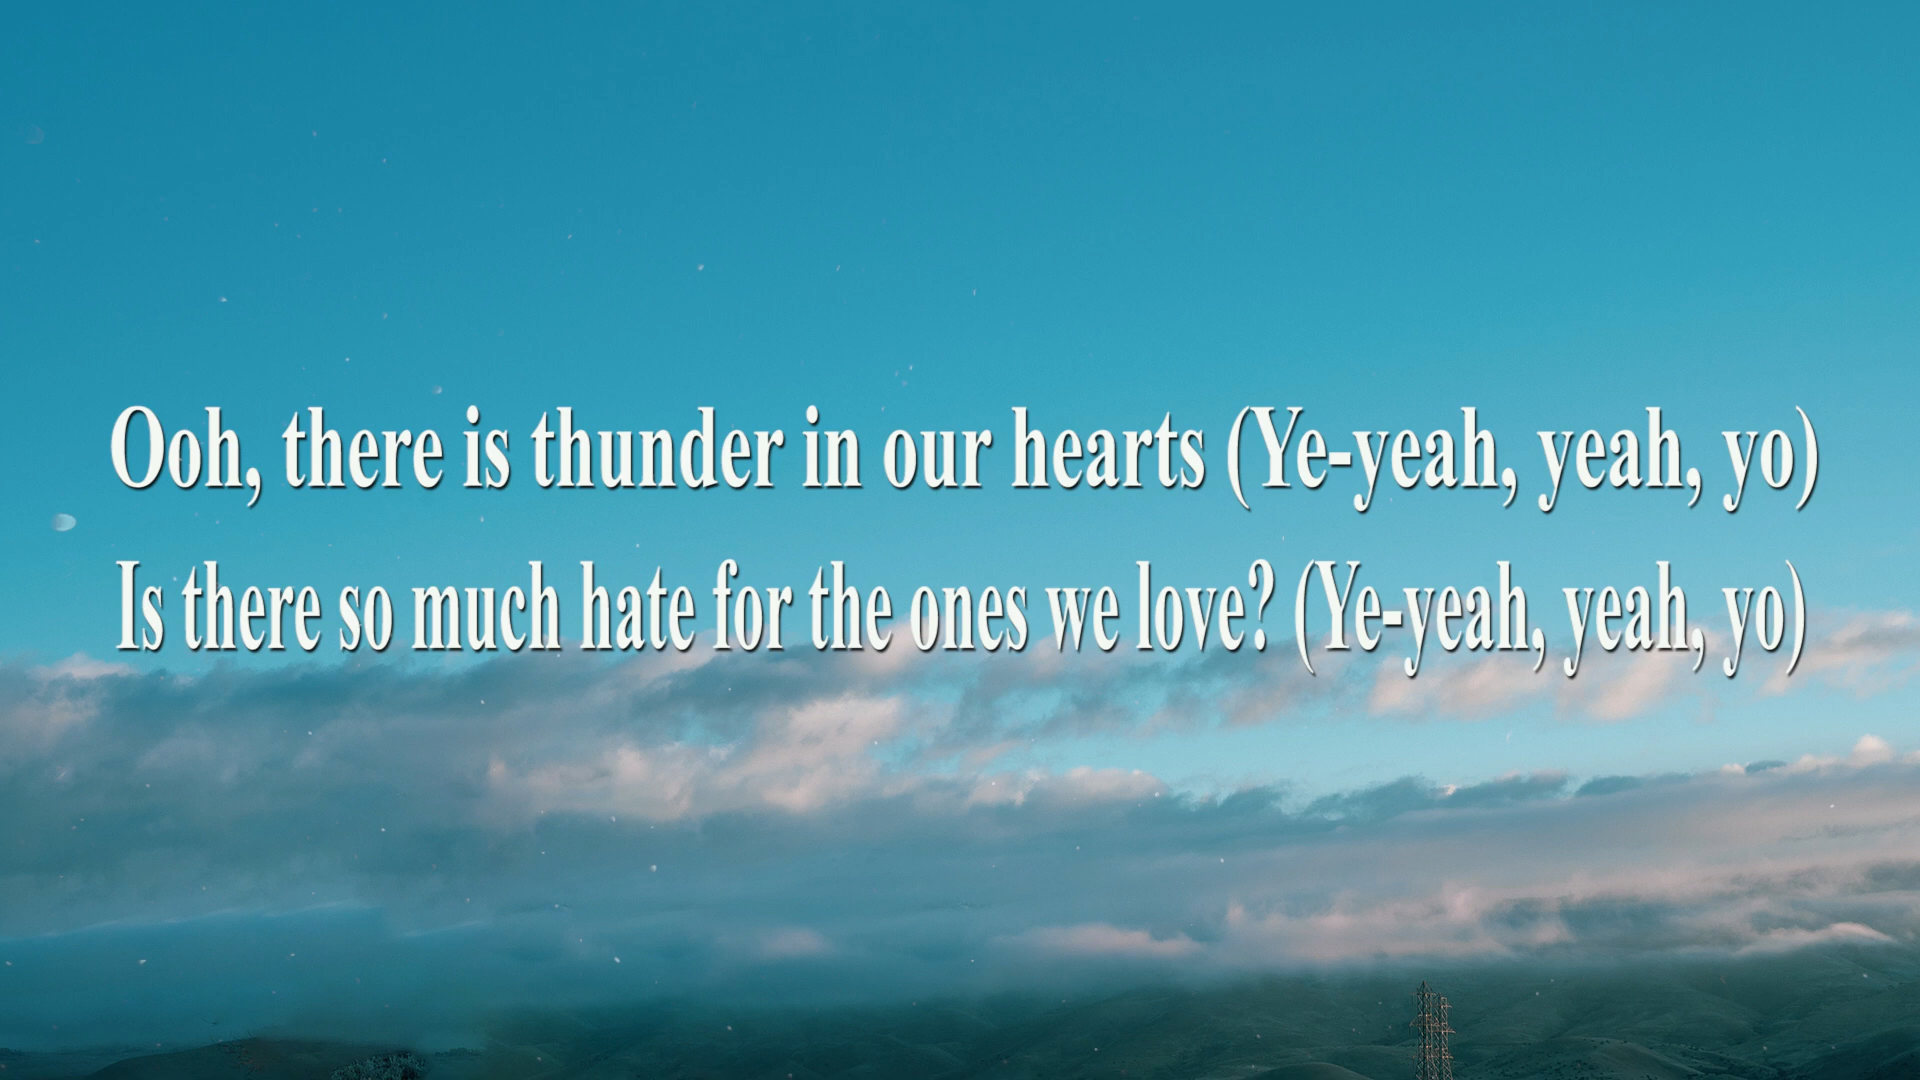 Ooh, there is thunder in our hearts (Ye-yeah, yeah, yo)
Is there so much hate for the ones we love? (Ye-yeah, yeah, yo)